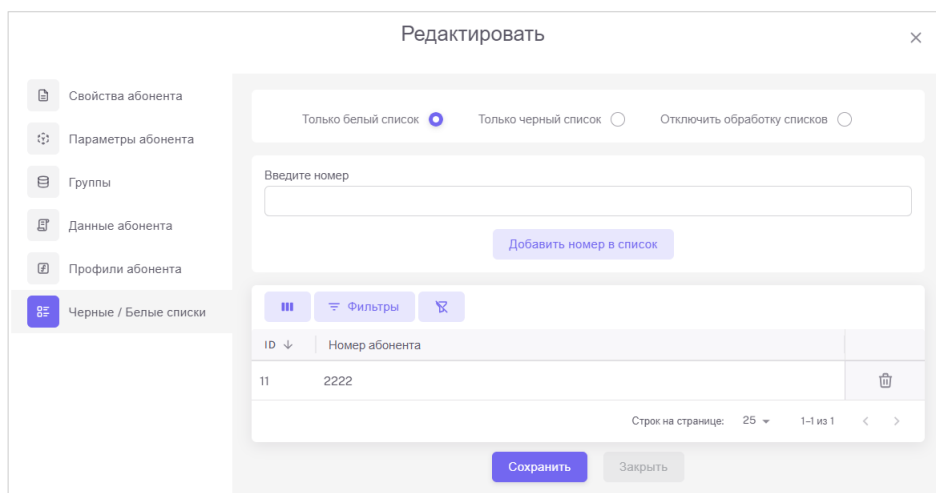 Редактировать
Свойства абонента
Параметры абонента
Группы
Данные абонента
Профили абонента
Черные / Белые списки
Только белый список Только черный список Отключить обработку списков
Введите номер
Добавить номер в список
Фильтры
ID Номер абонента
11 2222
Строк на странице: 25 1–1 из 1
Сохранить Закрыть